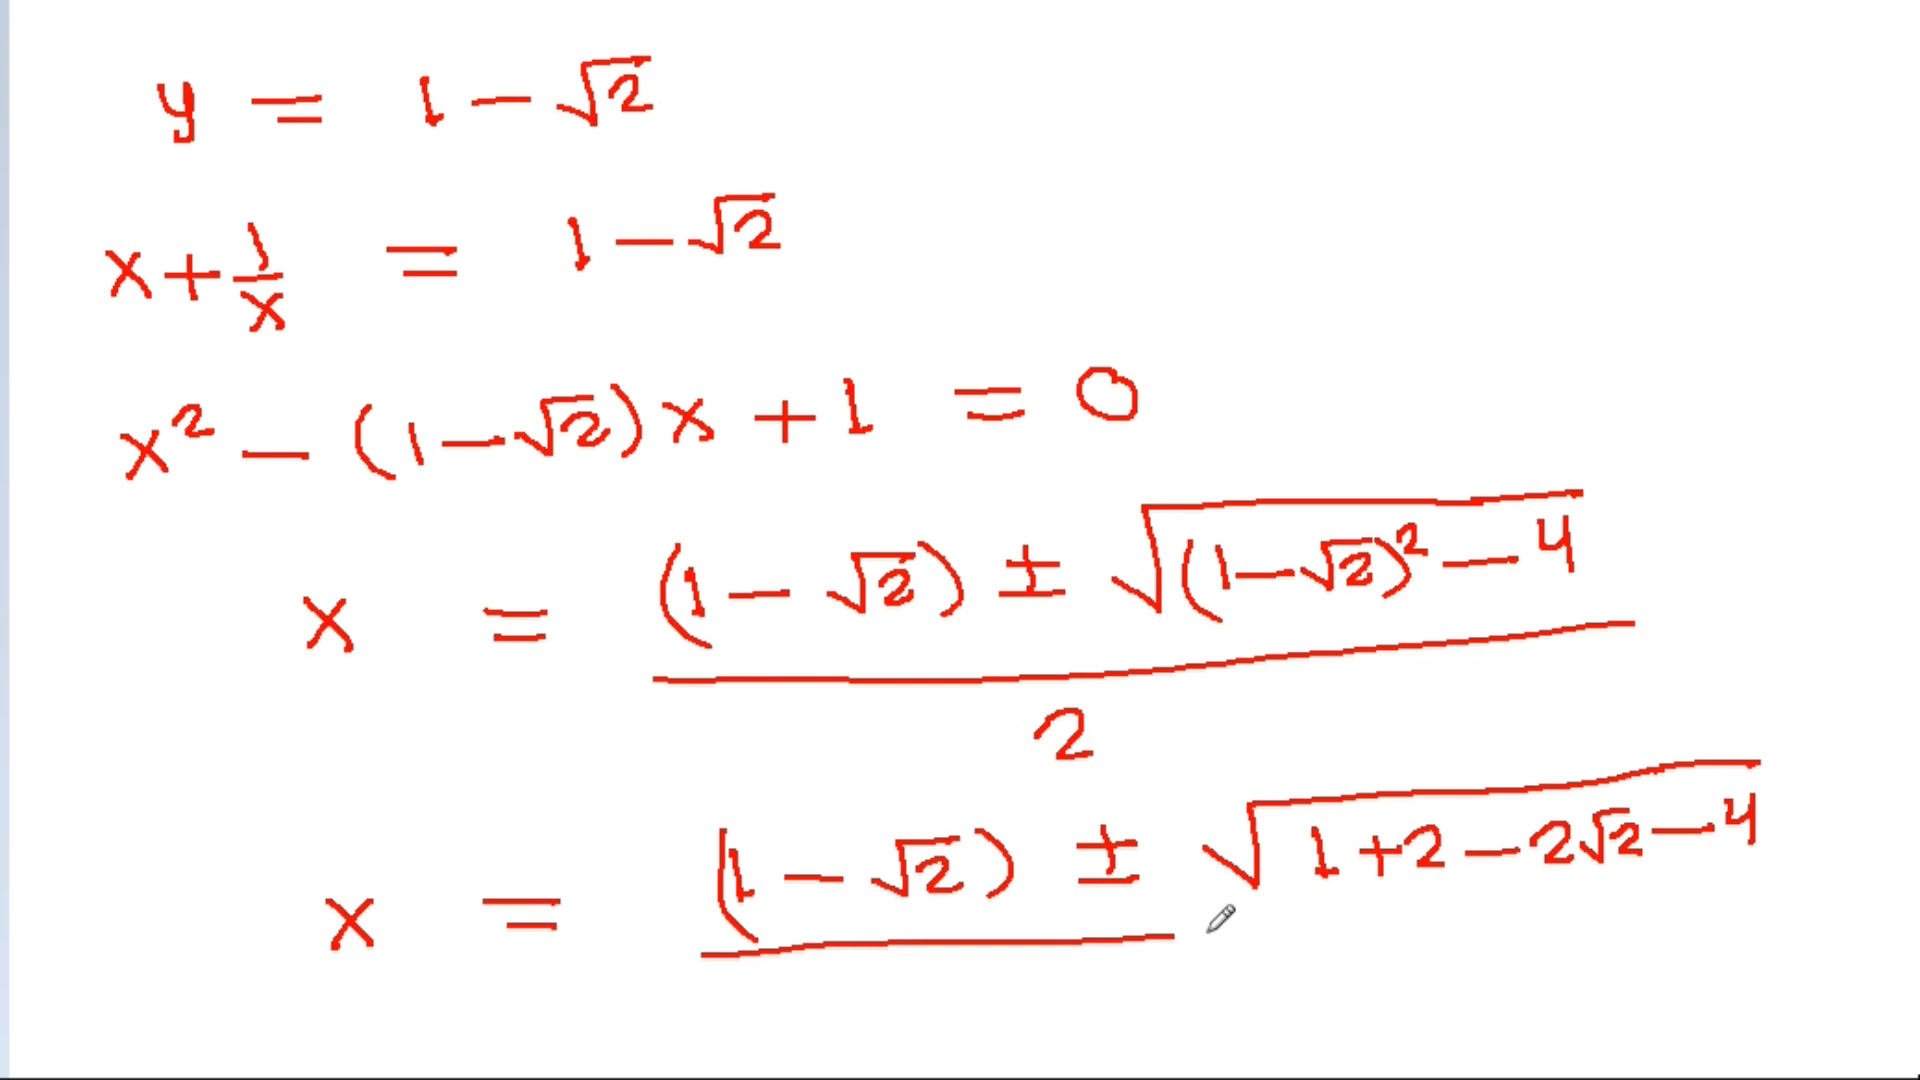 y = 1 - √2
x + 1/x = 1 - √2
x² - (1 - √2)x + 1 = 0
x = ((1 - √2) ± √((1 - √2)² - 4))/2
x = (1 - √2) ± √(1 + 2 - 2√2 - 4)